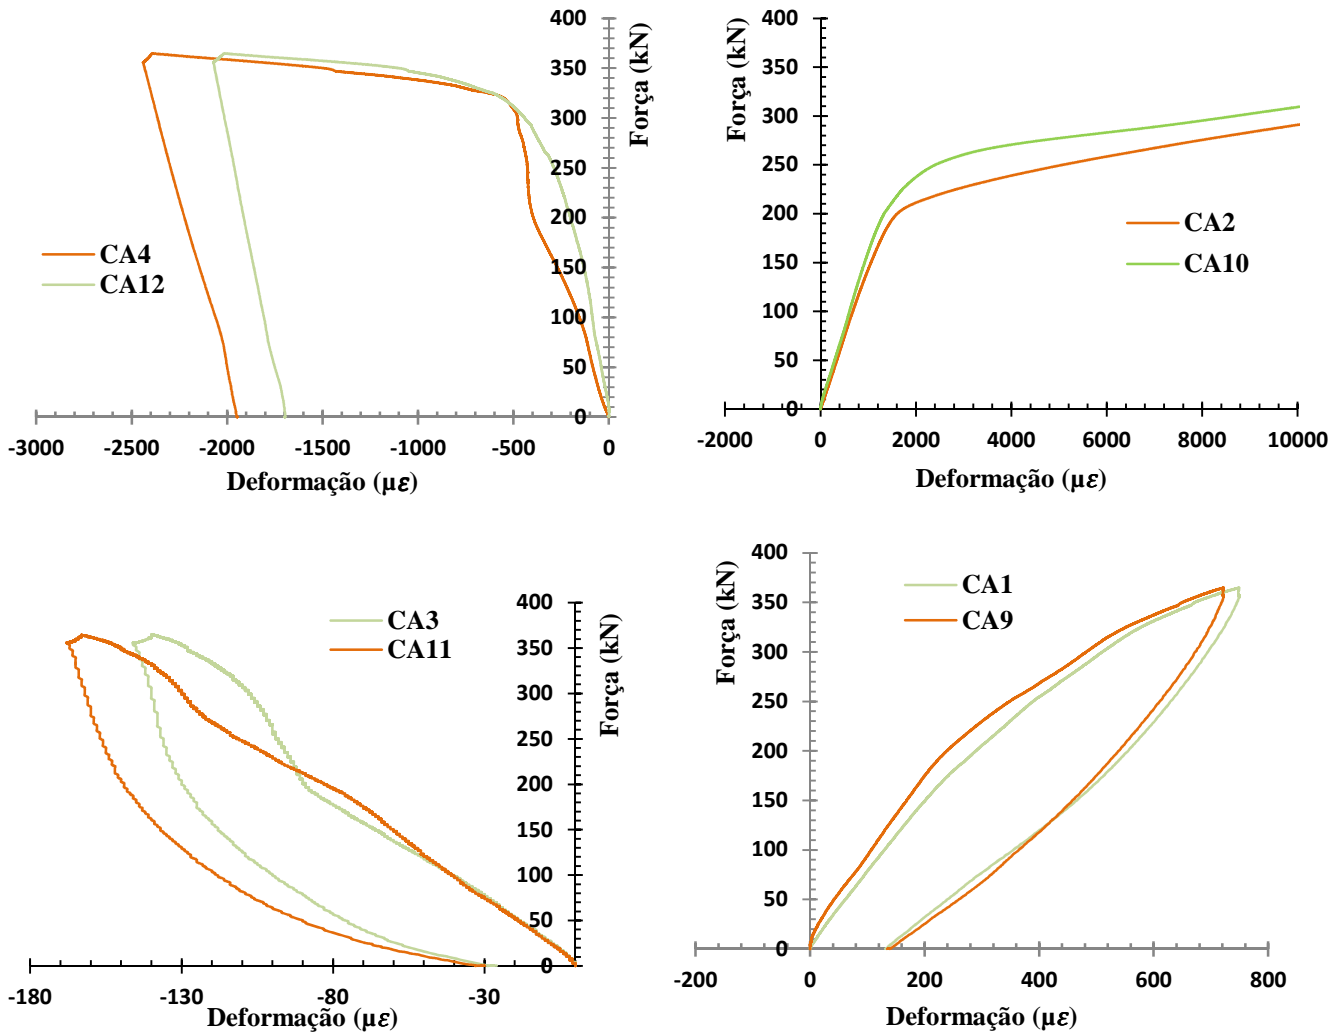 400
350
300
250
200
150
100
50
0
Força (kN)
CA4
CA12
-3000 -2500 -2000 -1500 -1000 -500 0
Deformação (µε)
400
350
300
250
200
150
100
50
0
Força (kN)
CA2
CA10
-2000 0 2000 4000 6000 8000 10000
Deformação (µε)
400
350
300
250
200
150
100
50
0
Força (kN)
CA3
CA11
-180 -130 -80 -30
Deformação (µε)
400
350
300
250
200
150
100
50
0
Força (kN)
CA1
CA9
-200 0 200 400 600 800
Deformação (µε)